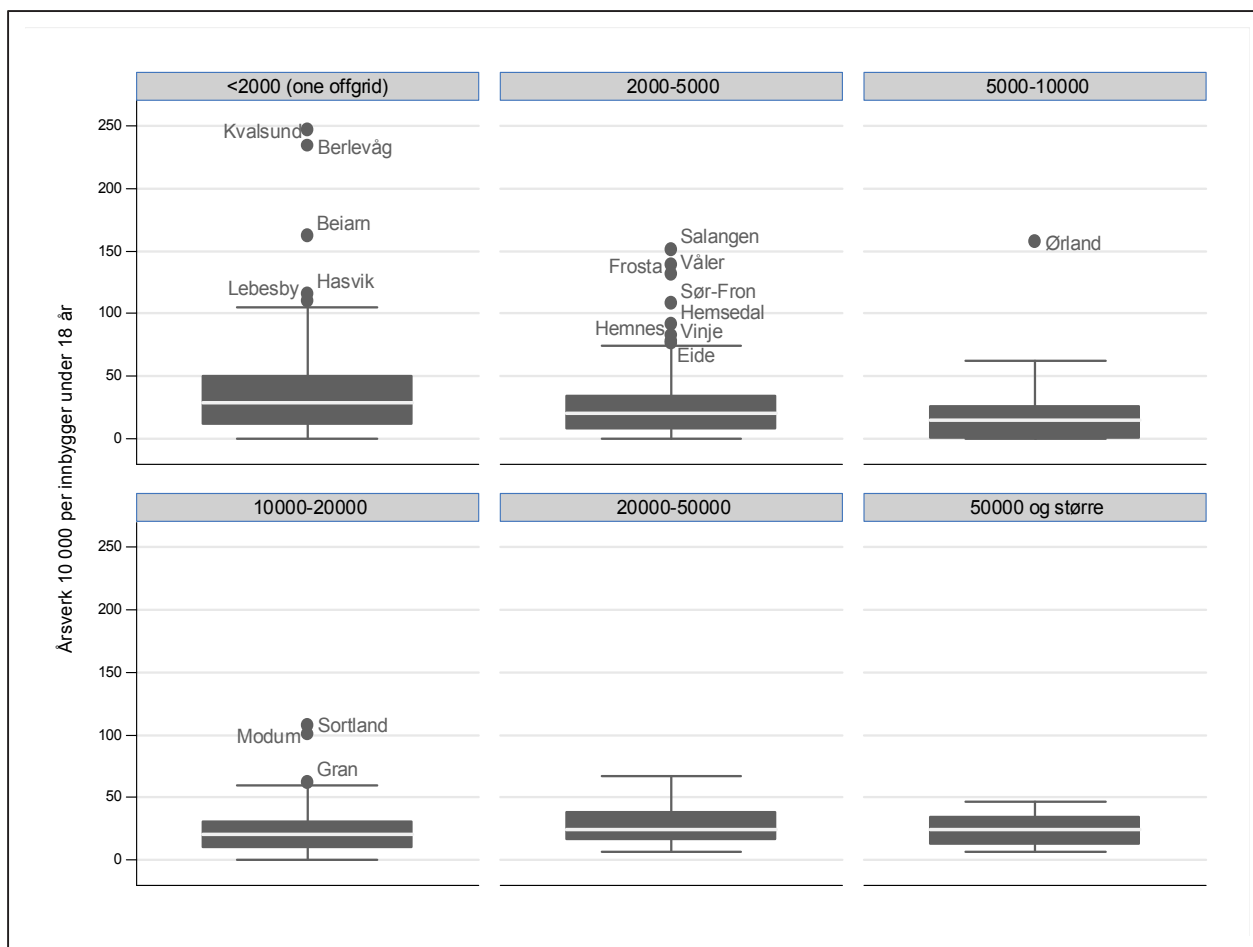 Årsverk 10 000 per innbygger under 18 år
<2000 (one offgrid)
2000-5000
5000-10000
250
200
150
100
50
0
Kvalsund
Berlevåg
Beiarn
Hasvik
Lebesby
Salangen
Våler
Frosta
Sør-Fron
Hemsedal
Hemnes
Vinje
Eide
Ørland
10000-20000
20000-50000
50000 og større
250
200
150
100
50
0
Sortland
Modum
Gran